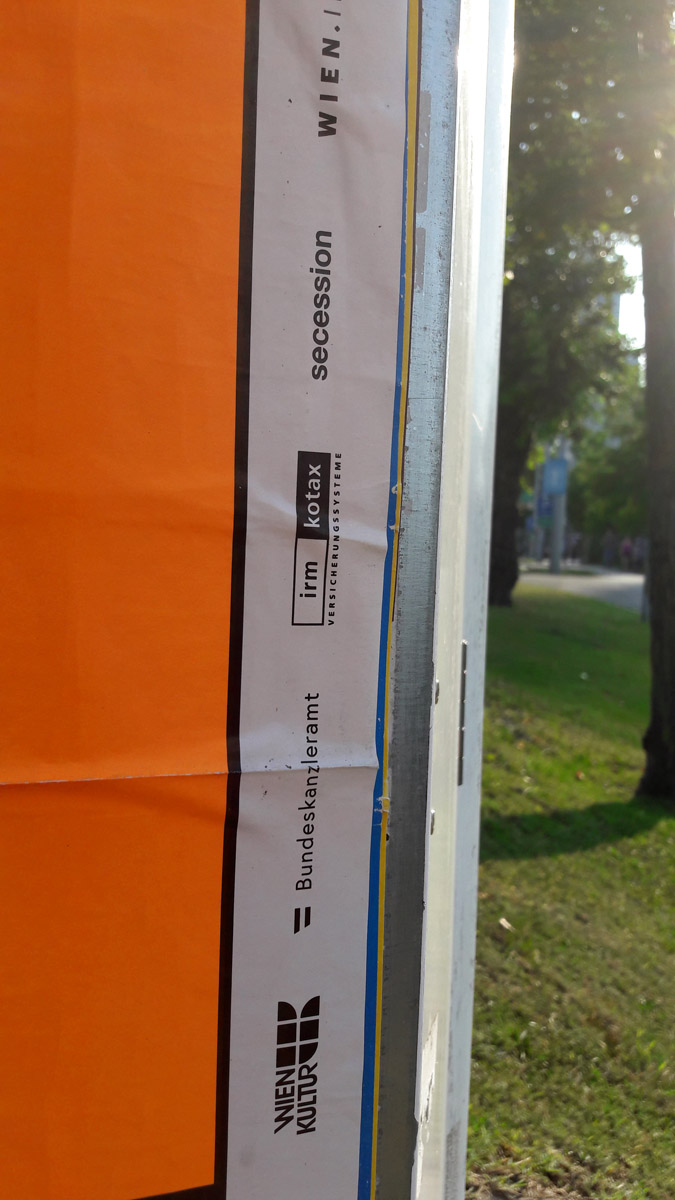 WIEN
KULTUR
Bundeskanzleramt
irm kotax
VERSICHERUNGSSYSTEME
secession
WIEN.